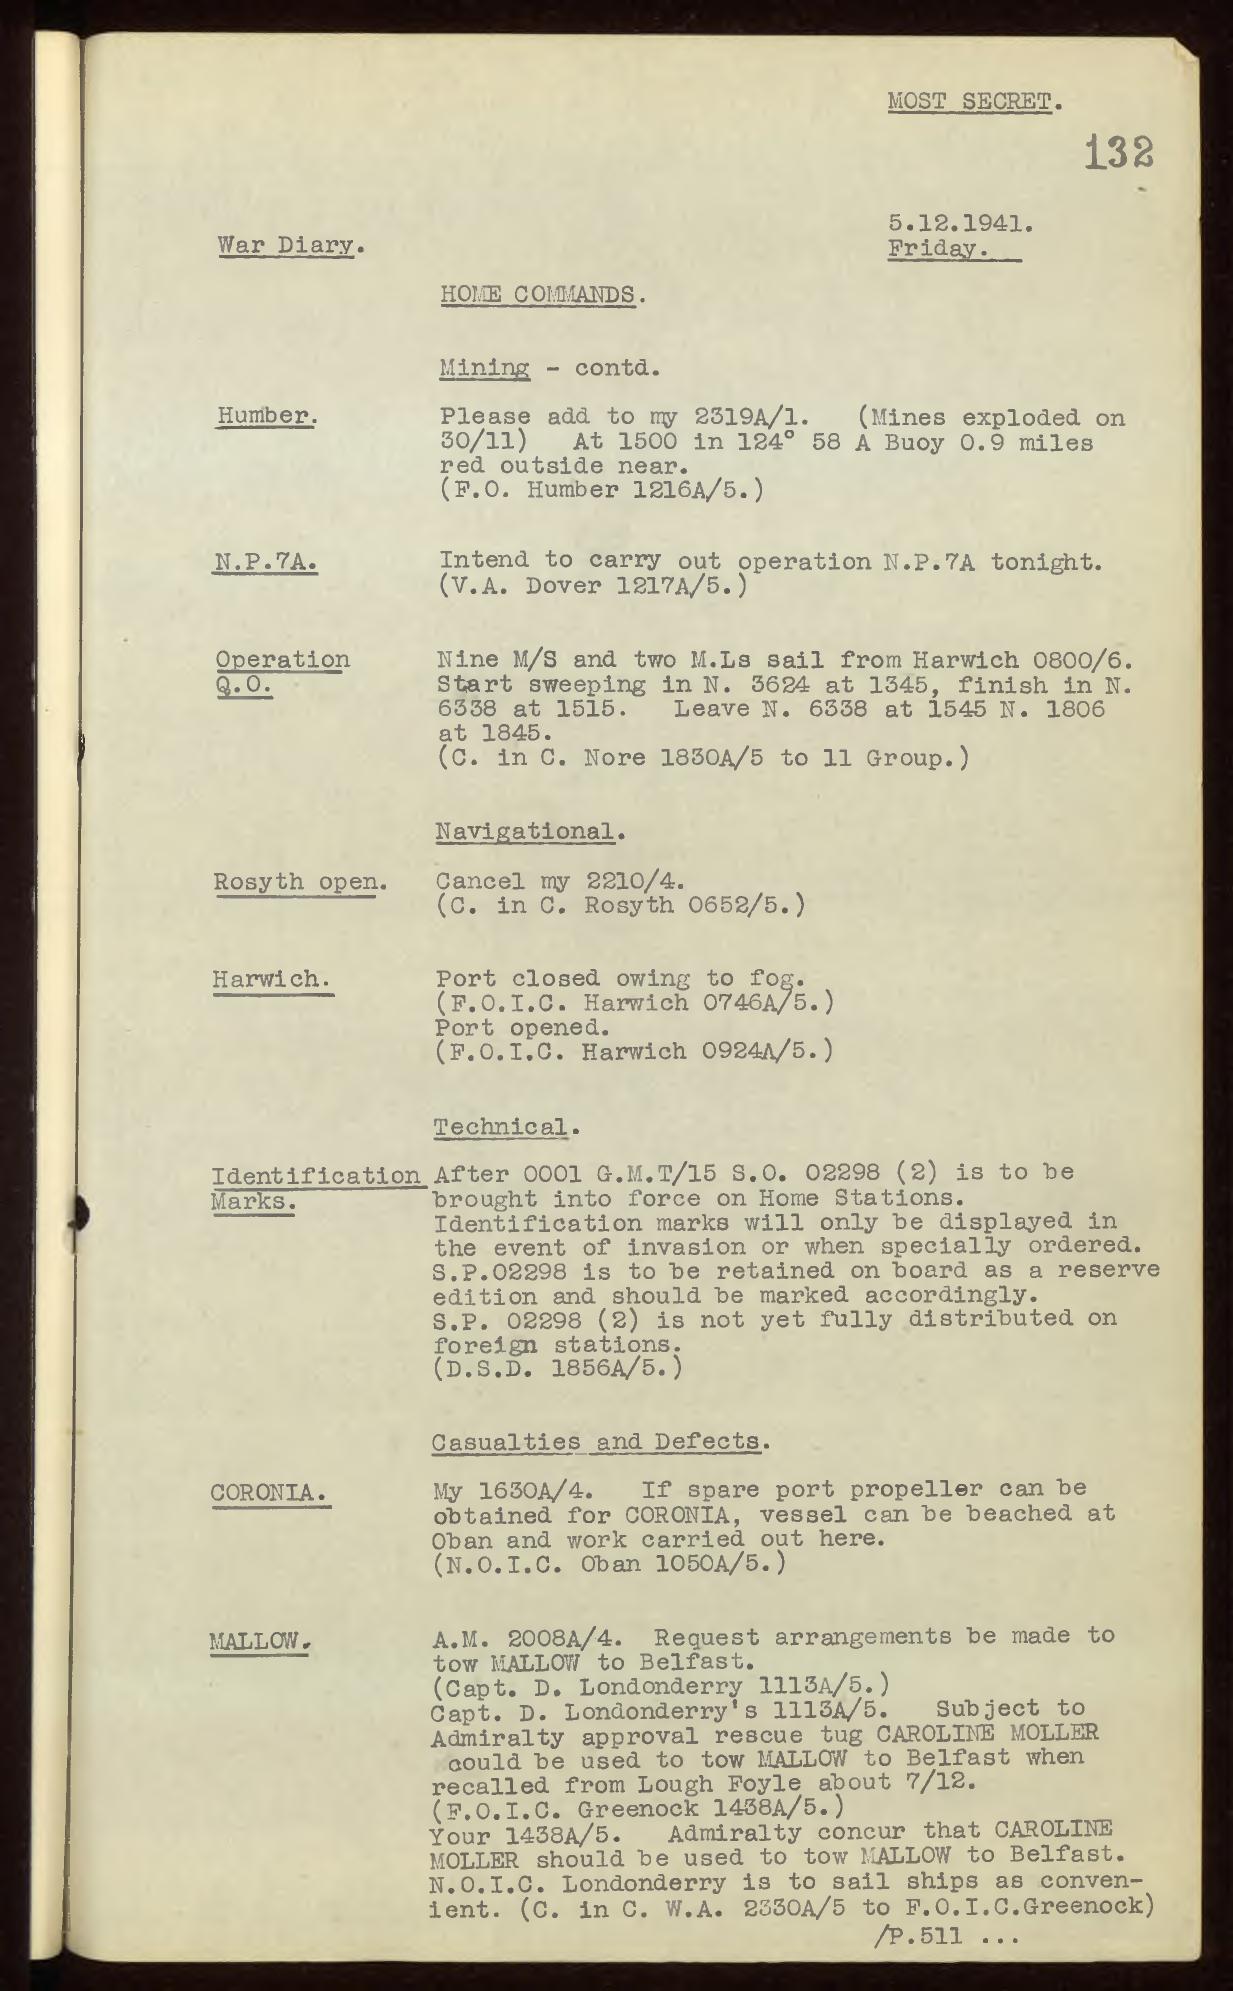 MOST SECRET.
132
5.12.1941.
War Diary.
Friday.
HOME COMMANDS.
Mining - contd.
Humber. Please add to my 2319A/1. (Mines exploded on
30/11) At 1500 in 124° 58 A Buoy 0.9 miles
red outside near.
(F.O. Humber 1216A/5.)
N.P.7A. Intend to carry out operation N.P.7A tonight.
(V.A. Dover 1217A/5.)
Operation Nine M/S and two M.Ls sail from Harwich 0800/6.
Q.O. Start sweeping in N. 3624 at 1345, finish in N.
6338 at 1515. Leave N. 6338 at 1545 N. 1806
at 1845.
(C. in C. Nore 1830A/5 to 11 Group.)
Navigational.
Rosyth open. Cancel my 2210/4.
(C. in C. Rosyth 0652/5.)
Harwich. Port closed owing to fog.
(F.O.I.C. Harwich 0746A/5.)
Port opened.
(F.O.I.C. Harwich 0924A/5.)
Technical.
Identification After 0001 G.M.T/15 S.O. 02298 (2) is to be
Marks. brought into force on Home Stations.
Identification marks will only be displayed in
the event of invasion or when specially ordered.
S.P.02298 is to be retained on board as a reserve
edition and should be marked accordingly.
S.P. 02298 (2) is not yet fully distributed on
foreign stations.
(D.S.D. 1856A/5.)
Casualties and Defects.
CORONIA. My 1630A/4. If spare port propeller can be
obtained for CORONIA, vessel can be beached at
Oban and work carried out here.
(N.O.I.C. Oban 1050A/5.)
MALLOW. A.M. 2008A/4. Request arrangements be made to
tow MALLOW to Belfast.
(Capt. D. Londonderry 1113A/5.)
Capt. D. Londonderry's 1113A/5. Subject to
Admiralty approval rescue tug CAROLINE MOLLER
could be used to tow MALLOW to Belfast when
recalled from Lough Foyle about 7/12.
(F.O.I.C. Greenock 1438A/5.)
Your 1438A/5. Admiralty concur that CAROLINE
MOLLER should be used to tow MALLOW to Belfast.
N.O.I.C. Londonderry is to sail ships as conven-
ient. (C. in C. W.A. 2330A/5 to F.O.I.C.Greenock)
/P.511 ...